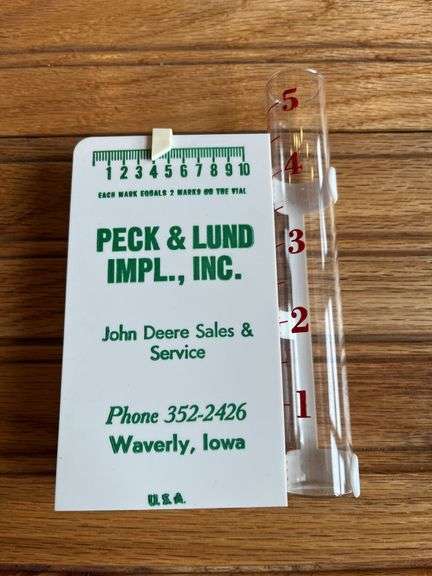 1 2 3 4 5 6 7 8 9 10
EACH MARK EQUALS 2 MARKS ON THE VIAL
PECK & LUND
IMPL., INC.
John Deere Sales &
Service
Phone 352-2426
Waverly, Iowa
U.S.A.
5
4
3
2
1